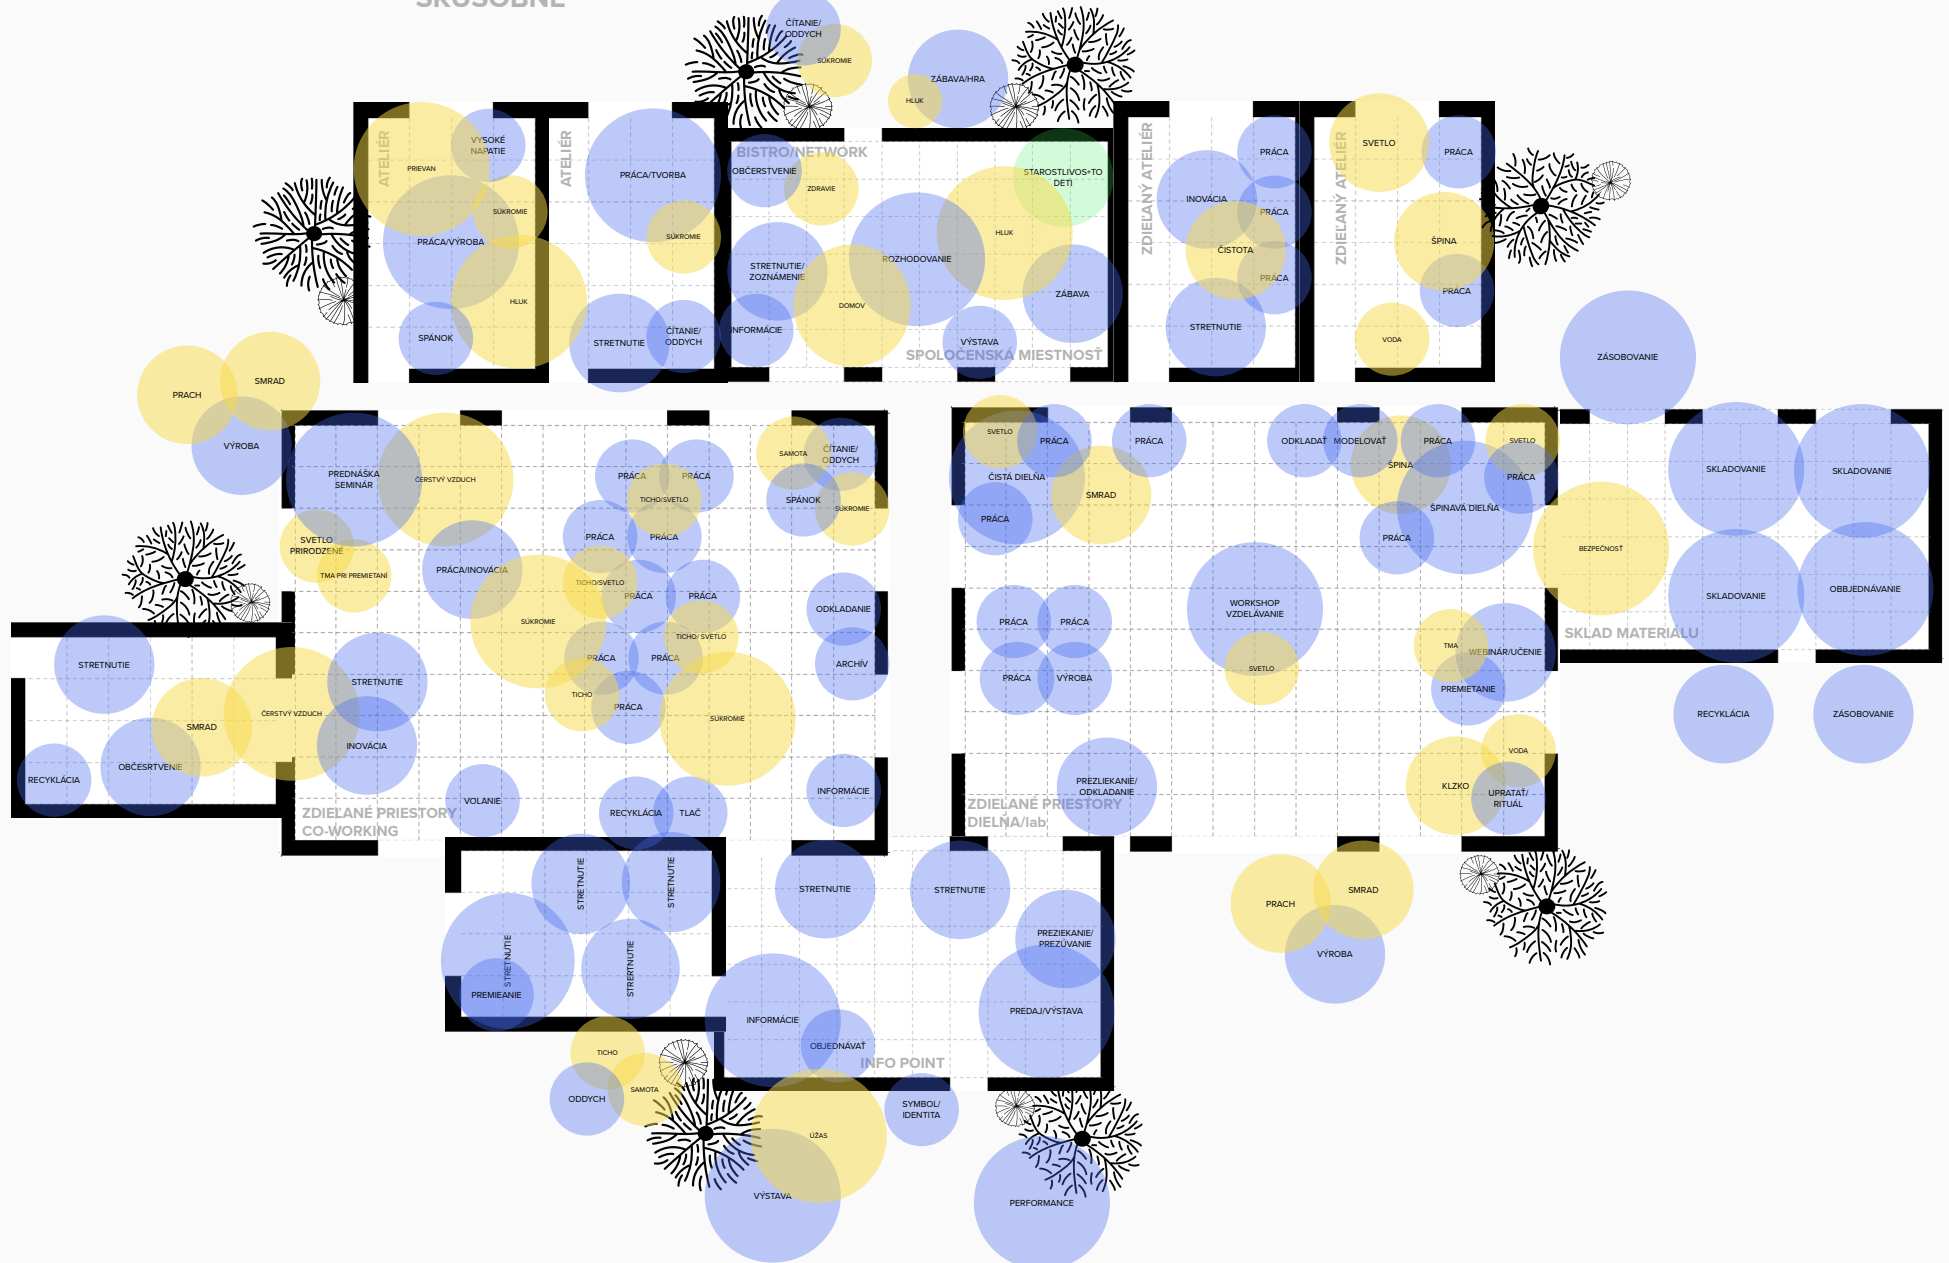 SKÚSOBNE
ČÍTANIE/
ODDYCH
SÚKROMIE
ZÁBAVA/HRA
HLUK
ATELIÉR
PRIEVAN
VYSOKÉ
NAPATIE
SÚKROMIE
PRÁCA/VÝROBA
HLUK
SPÁNOK
ATELIÉR
PRÁCA/TVORBA
SÚKROMIE
STRETNUTIE
ČÍTANIE/
ODDYCH
BISTRO/NETWORK
OBČERSTVENIE
ZDRAVIE
STAROSTLIVOS+TO
DETI
HLUK
STRETNUTIE/
ZOZNÁMENIE
ROZHODOVANIE
ZÁBAVA
DOMOV
INFORMÁCIE
VÝSTAVA
SPOLOČENSKÁ MIESTNOSŤ
ZDIEĽANÝ ATELIÉR
PRÁCA
INOVÁCIA
PRÁCA
ČISTOTA
PRÁCA
STRETNUTIE
ZDIEĽANÝ ATELIÉR
SVETLO
PRÁCA
ŠPINA
PRÁCA
VODA
ZÁSOBOVANIE
PRACH
SMRAD
VÝROBA
PREDNÁŠKA
SEMINÁR
ČERSTVÝ VZDUCH
SVETLO
PRIRODZENÉ
TMA PRI PREMIETANÍ
PRÁCA/INOVÁCIA
PRÁCA
PRÁCA
TICHO/SVETLO
PRÁCA
PRÁCA
TICHO/SVETLO
PRÁCA
PRÁCA
SÚKROMIE
TICHO/ SVETLO
PRÁCA
PRÁCA
TICHO
PRÁCA
SÚKROMIE
SAMOTA
ČÍTANIE/
ODDYCH
SPÁNOK
SÚKROMIE
ODKLADANIE
ARCHÍV
STRETNUTIE
INOVÁCIA
VOLANIE
RECYKLÁCIA
TLAČ
INFORMÁCIE
ZDIEĽANÉ PRIESTORY
CO-WORKING
STRETNUTIE
SMRAD
ČERSTVÝ VZDUCH
OBČESRTVENIE
RECYKLÁCIA
SVETLO
PRÁCA
PRÁCA
ČISTÁ DIELŇA
SMRAD
PRÁCA
ODKLADAŤ
MODELOVAŤ
PRÁCA
SVETLO
ŠPINA
PRÁCA
ŠPINAVÁ DIELŇA
PRÁCA
WORKSHOP
VZDELÁVANIE
SVETLO
PRÁCA
PRÁCA
PRÁCA
VÝROBA
TMA
WEBINÁR/UČENIE
PREMIETANIE
VODA
KLZKO
UPRATAŤ/
RITUÁL
PREZLIEKANIE/
ODKLADANIE
ZDIELANÉ PRIESTORY
DIELŇA/lab
BEZPEČNOSŤ
SKLADOVANIE
SKLADOVANIE
SKLADOVANIE
OBBJEDNÁVANIE
SKLAD MATERIÁLU
RECYKLÁCIA
ZÁSOBOVANIE
STRETNUTIE
STRETNUTIE
STRETNUTIE
STRERTNUTIE
PREMIEANIE
STRETNUTIE
STRETNUTIE
PREZIEKANIE/
PREZÚVANIE
INFORMÁCIE
OBJEDNÁVAŤ
PREDAJ/VÝSTAVA
INFO POINT
PRACH
SMRAD
VÝROBA
TICHO
SAMOTA
ODDYCH
ÚŽAS
VÝSTAVA
SYMBOL/
IDENTITA
PERFORMANCE